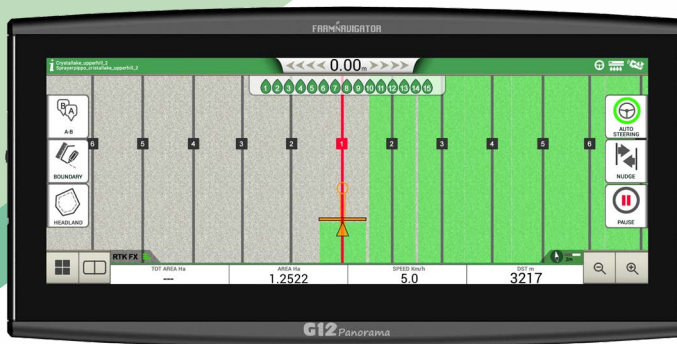 FARMNAVIGATOR
Crystallake_upperhill_2
Sprayerpippo_crystallake_upperhill_2
<<<< 0.00m >>>>
1 2 3 4 5 6 7 8 9 10 11 12 13 14 15
A-B
6 5 4 3 2 1 2 3 4 5 6
AUTO
STEERING
BOUNDARY
NUDGE
HEADLAND
PAUSE
RTK FX
2m
TOT AREA Ha
AREA Ha
SPEED Km/h
DST m
---
1.2522
5.0
3217
G12 Panorama